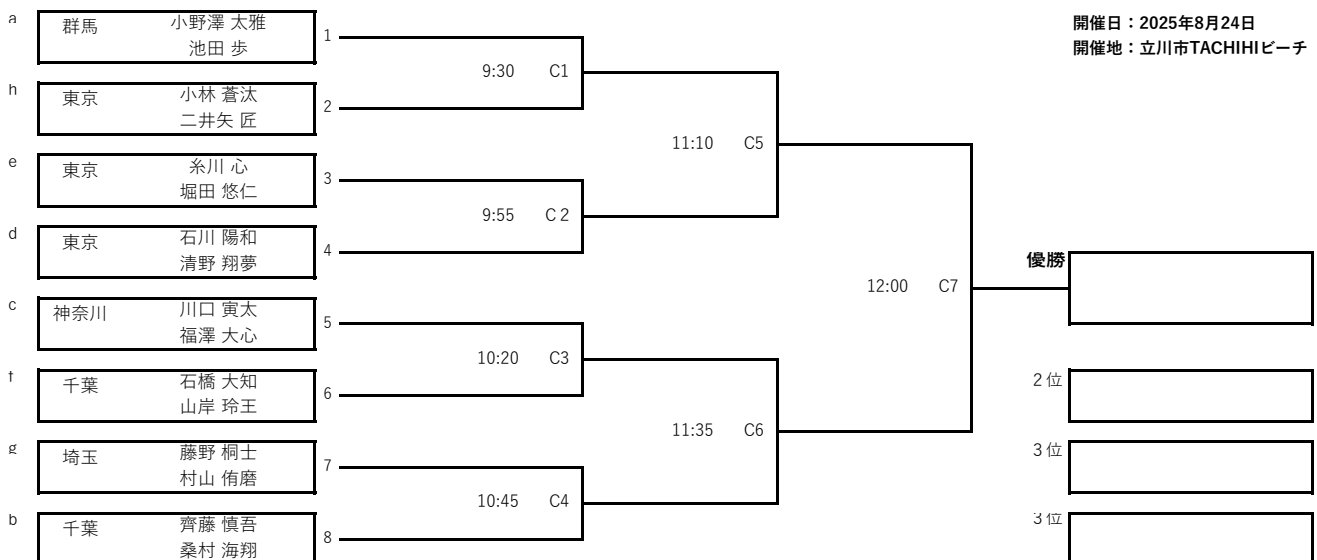 開催日：2025年8月24日
開催地：立川市TACHIHIビーチ
a 群馬 小野澤 太雅
池田 歩
1
9:30 C1
h 東京 小林 蒼汰
二井矢 匠
2
11:10 C5
e 東京 糸川 心
堀田 悠仁
3
9:55 C 2
d 東京 石川 陽和
清野 翔夢
4
優勝
12:00 C7
c 神奈川 川口 寅太
福澤 大心
5
10:20 C3
f 千葉 石橋 大知
山岸 玲王
6
2 位
11:35 C6
g 埼玉 藤野 桐士
村山 侑磨
7
3 位
10:45 C4
b 千葉 齊藤 慎吾
桑村 海翔
8
3 位